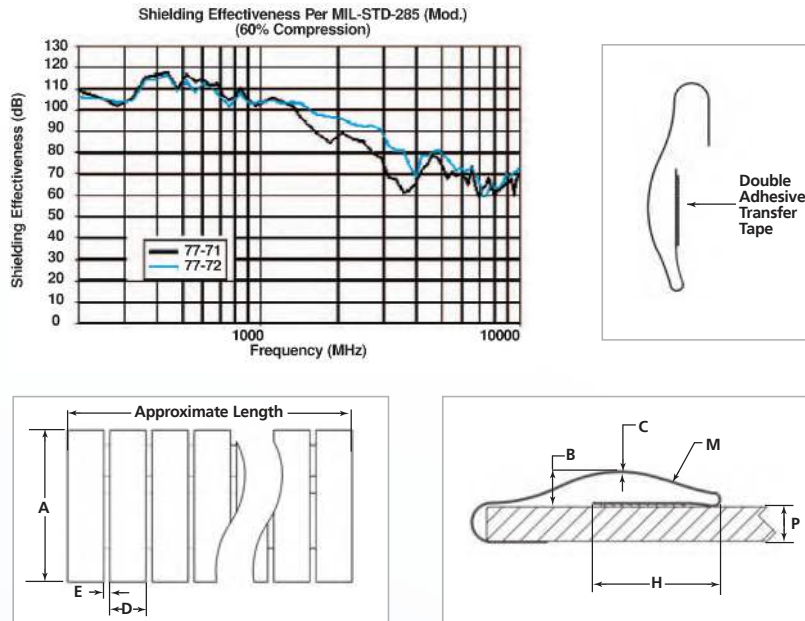 Shielding Effectiveness Per MIL-STD-285 (Mod.)
(60% Compression)
Shielding Effectiveness (dB)
130
120
110
100
90
80
70
60
50
40
30
20
10
0
77-71
77-72
1000
10000
Frequency (MHz)
Double
Adhesive
Transfer
Tape
Approximate Length
A
E
D
B
C
M
P
H